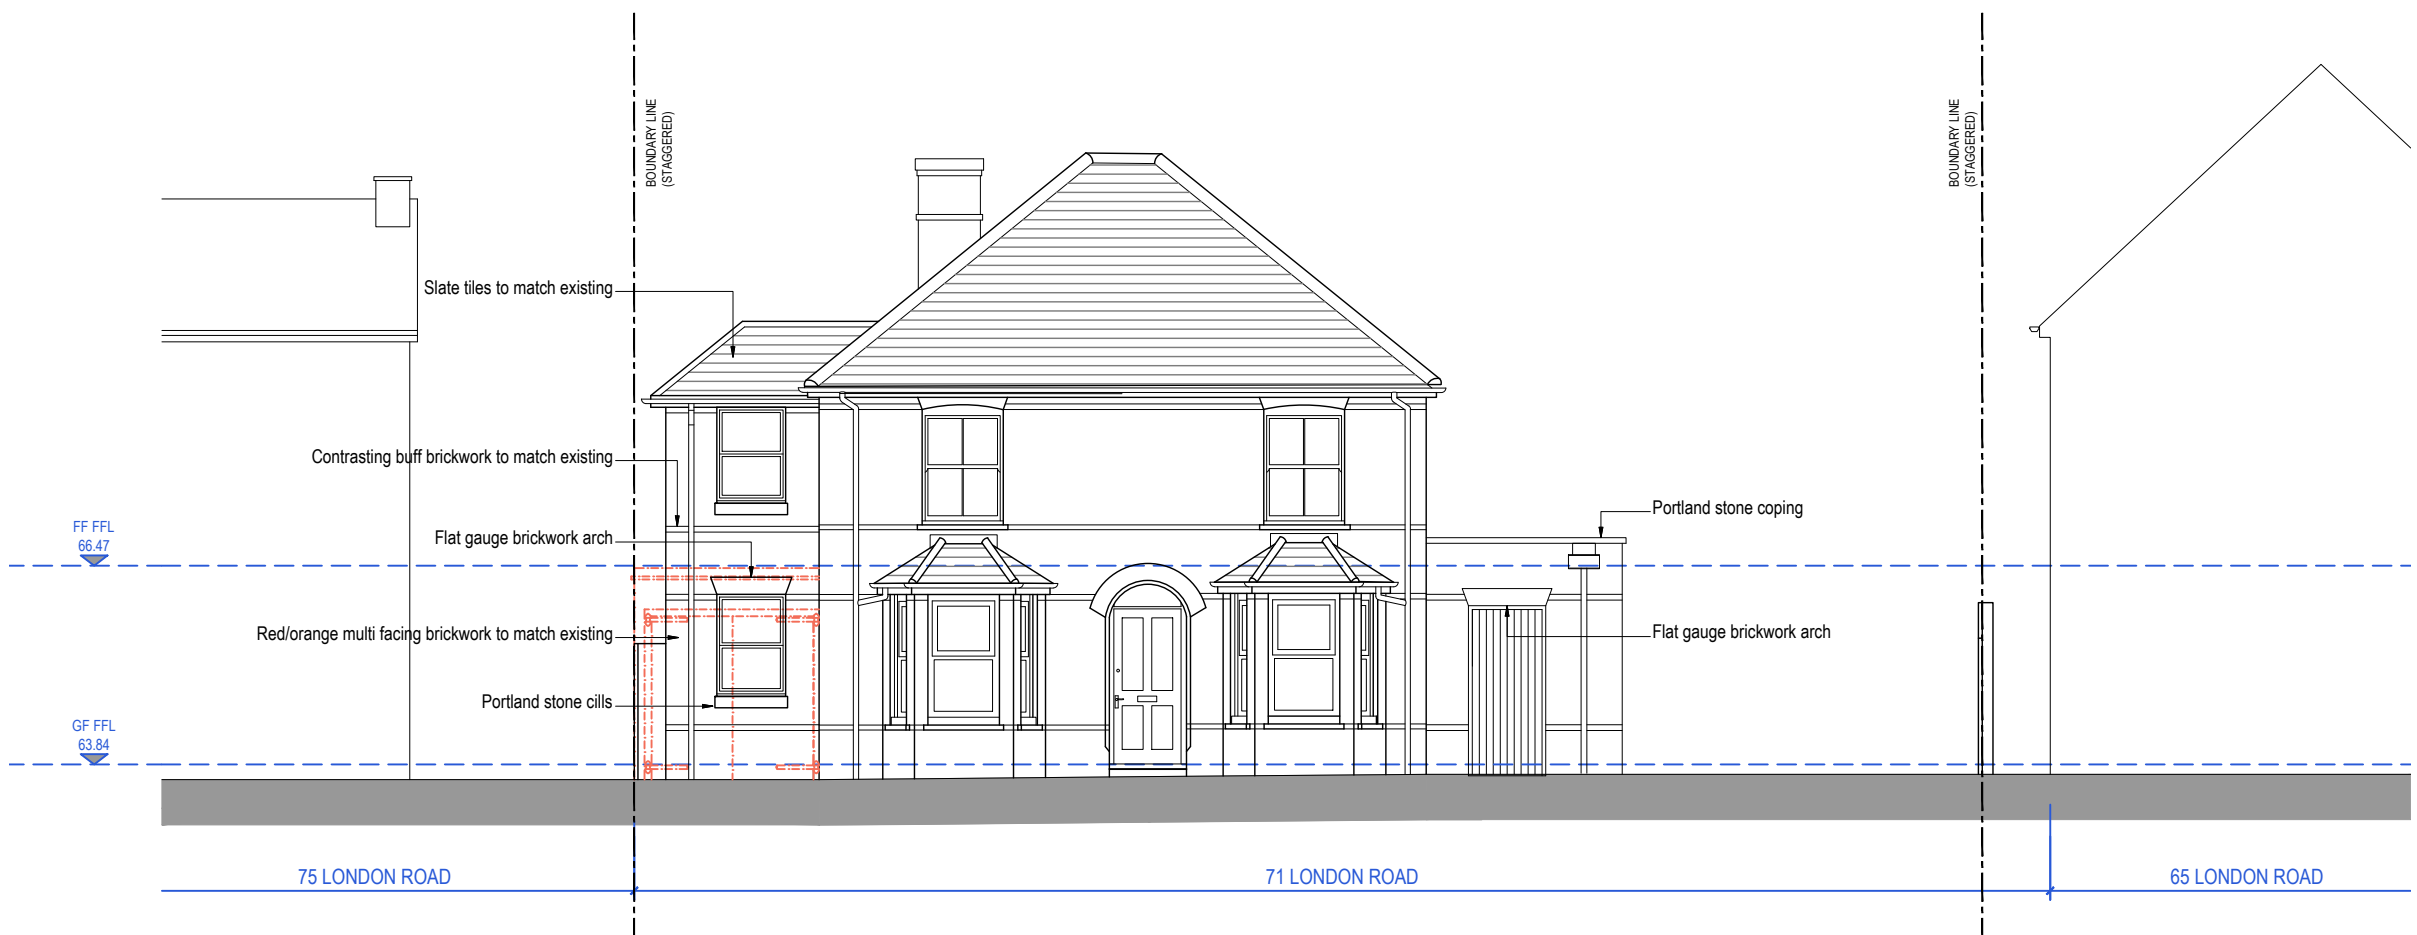 BOUNDARY LINE
(STAGGERED)
BOUNDARY LINE
(STAGGERED)
Slate tiles to match existing
Contrasting buff brickwork to match existing
Portland stone coping
FF FFL
66.47
Flat gauge brickwork arch
Red/orange multi facing brickwork to match existing
Flat gauge brickwork arch
Portland stone cills
GF FFL
63.84
75 LONDON ROAD
71 LONDON ROAD
65 LONDON ROAD